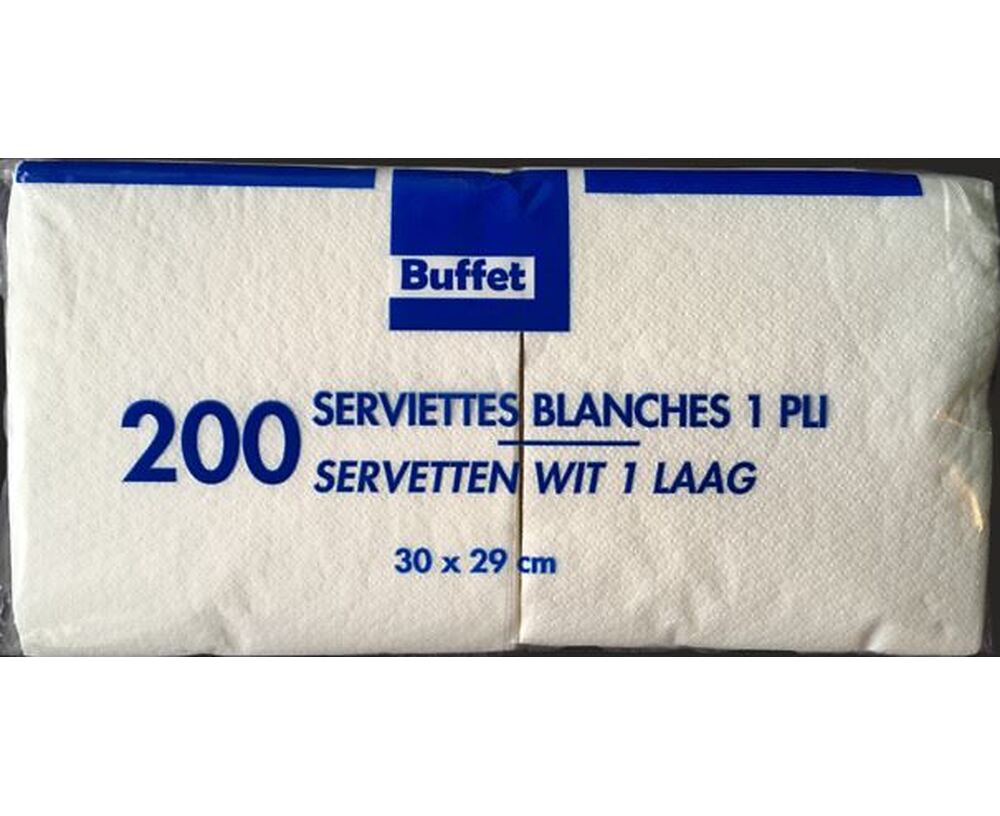 Buffet
200 SERVIETTES BLANCHES 1 PLI
SERVETTEN WIT 1 LAAG
30 x 29 cm